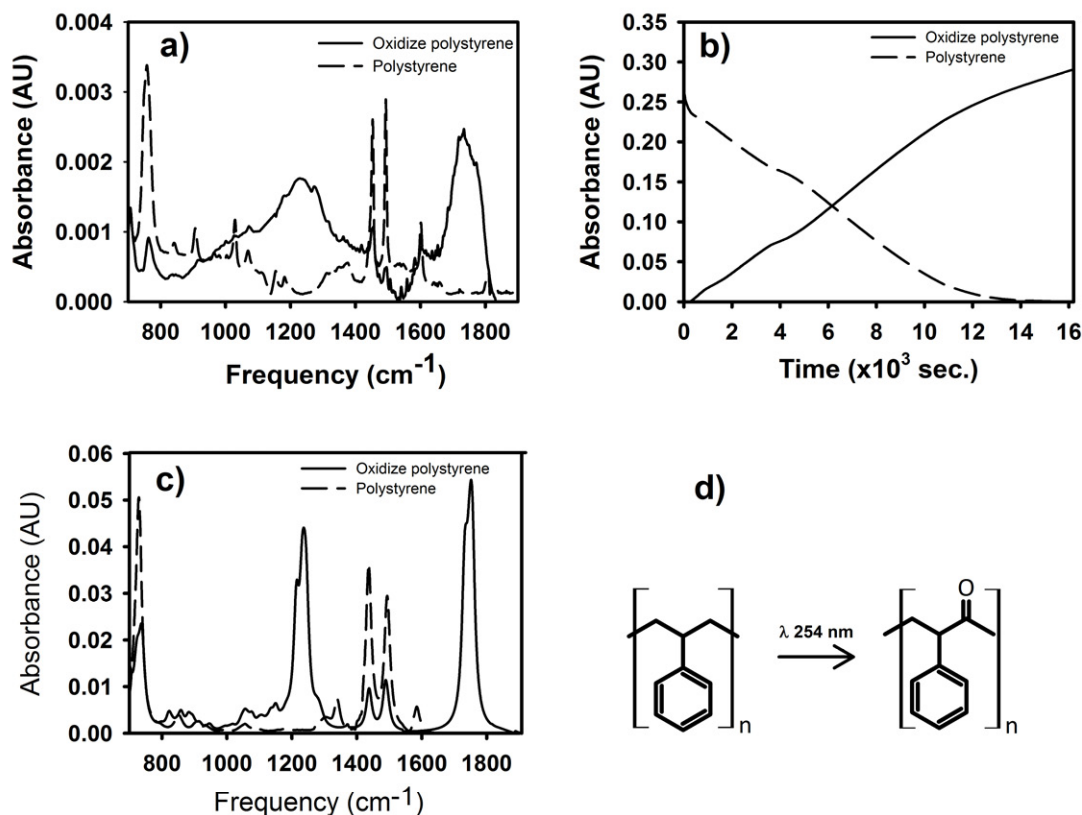 a)
Oxidize polystyrene
Polystyrene
Absorbance (AU)
0.004
0.003
0.002
0.001
0.000
800 1000 1200 1400 1600 1800
Frequency (cm-1)
b)
Oxidize polystyrene
Polystyrene
Absorbance (AU)
0.35
0.30
0.25
0.20
0.15
0.10
0.05
0.00
0 2 4 6 8 10 12 14 16
Time (x10³ sec.)
c)
Oxidize polystyrene
Polystyrene
Absorbance (AU)
0.06
0.05
0.04
0.03
0.02
0.01
0.00
800 1000 1200 1400 1600 1800
Frequency (cm-1)
d)
O
λ 254 nm
n
n